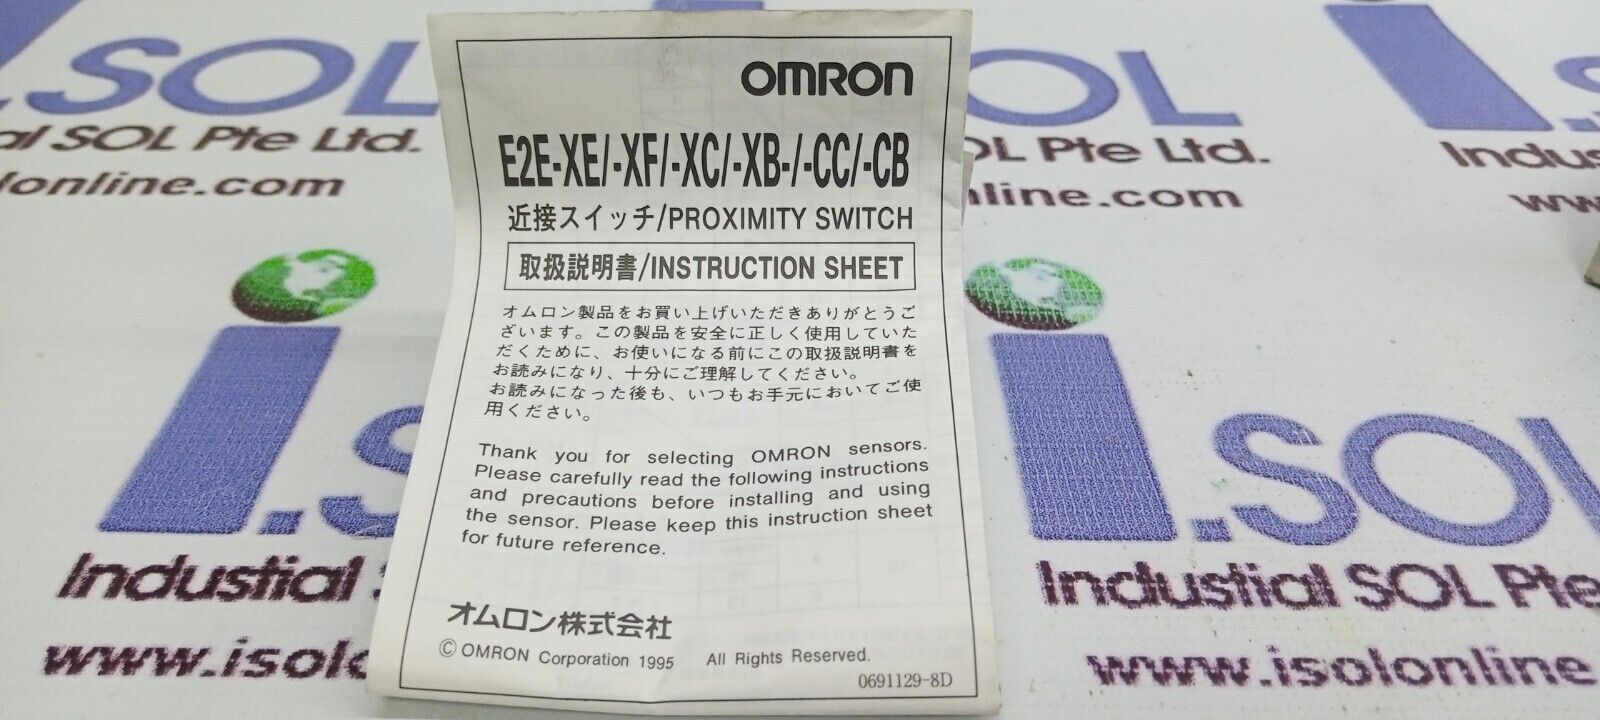 OMRON
E2E-XE/-XF/-XC/-XB-/-CC/-CB
近接スイッチ/PROXIMITY SWITCH
取扱説明書/INSTRUCTION SHEET
オムロン製品をお買い上げいただきありがとうご
ざいます。この製品を安全に正しく使用していた
だくために、お使いになる前にこの取扱説明書を
お読みになり、十分にご理解してください。
お読みになった後も、いつもお手元においてご使
用ください。
Thank you for selecting OMRON sensors.
Please carefully read the following instructions
and precautions before installing and using
the sensor. Please keep this instruction sheet
for future reference.
オムロン株式会社
© OMRON Corporation 1995 All Rights Reserved.
0691129-8D
.SOL
al SOL Pte Ltd.
lonline.com
OL
OL Pte Ltd.
nline.com
i.s
Indus
www.
i.
Industial S
www.isolo
i.SOL
Industial SOL Pte
www.isolonline